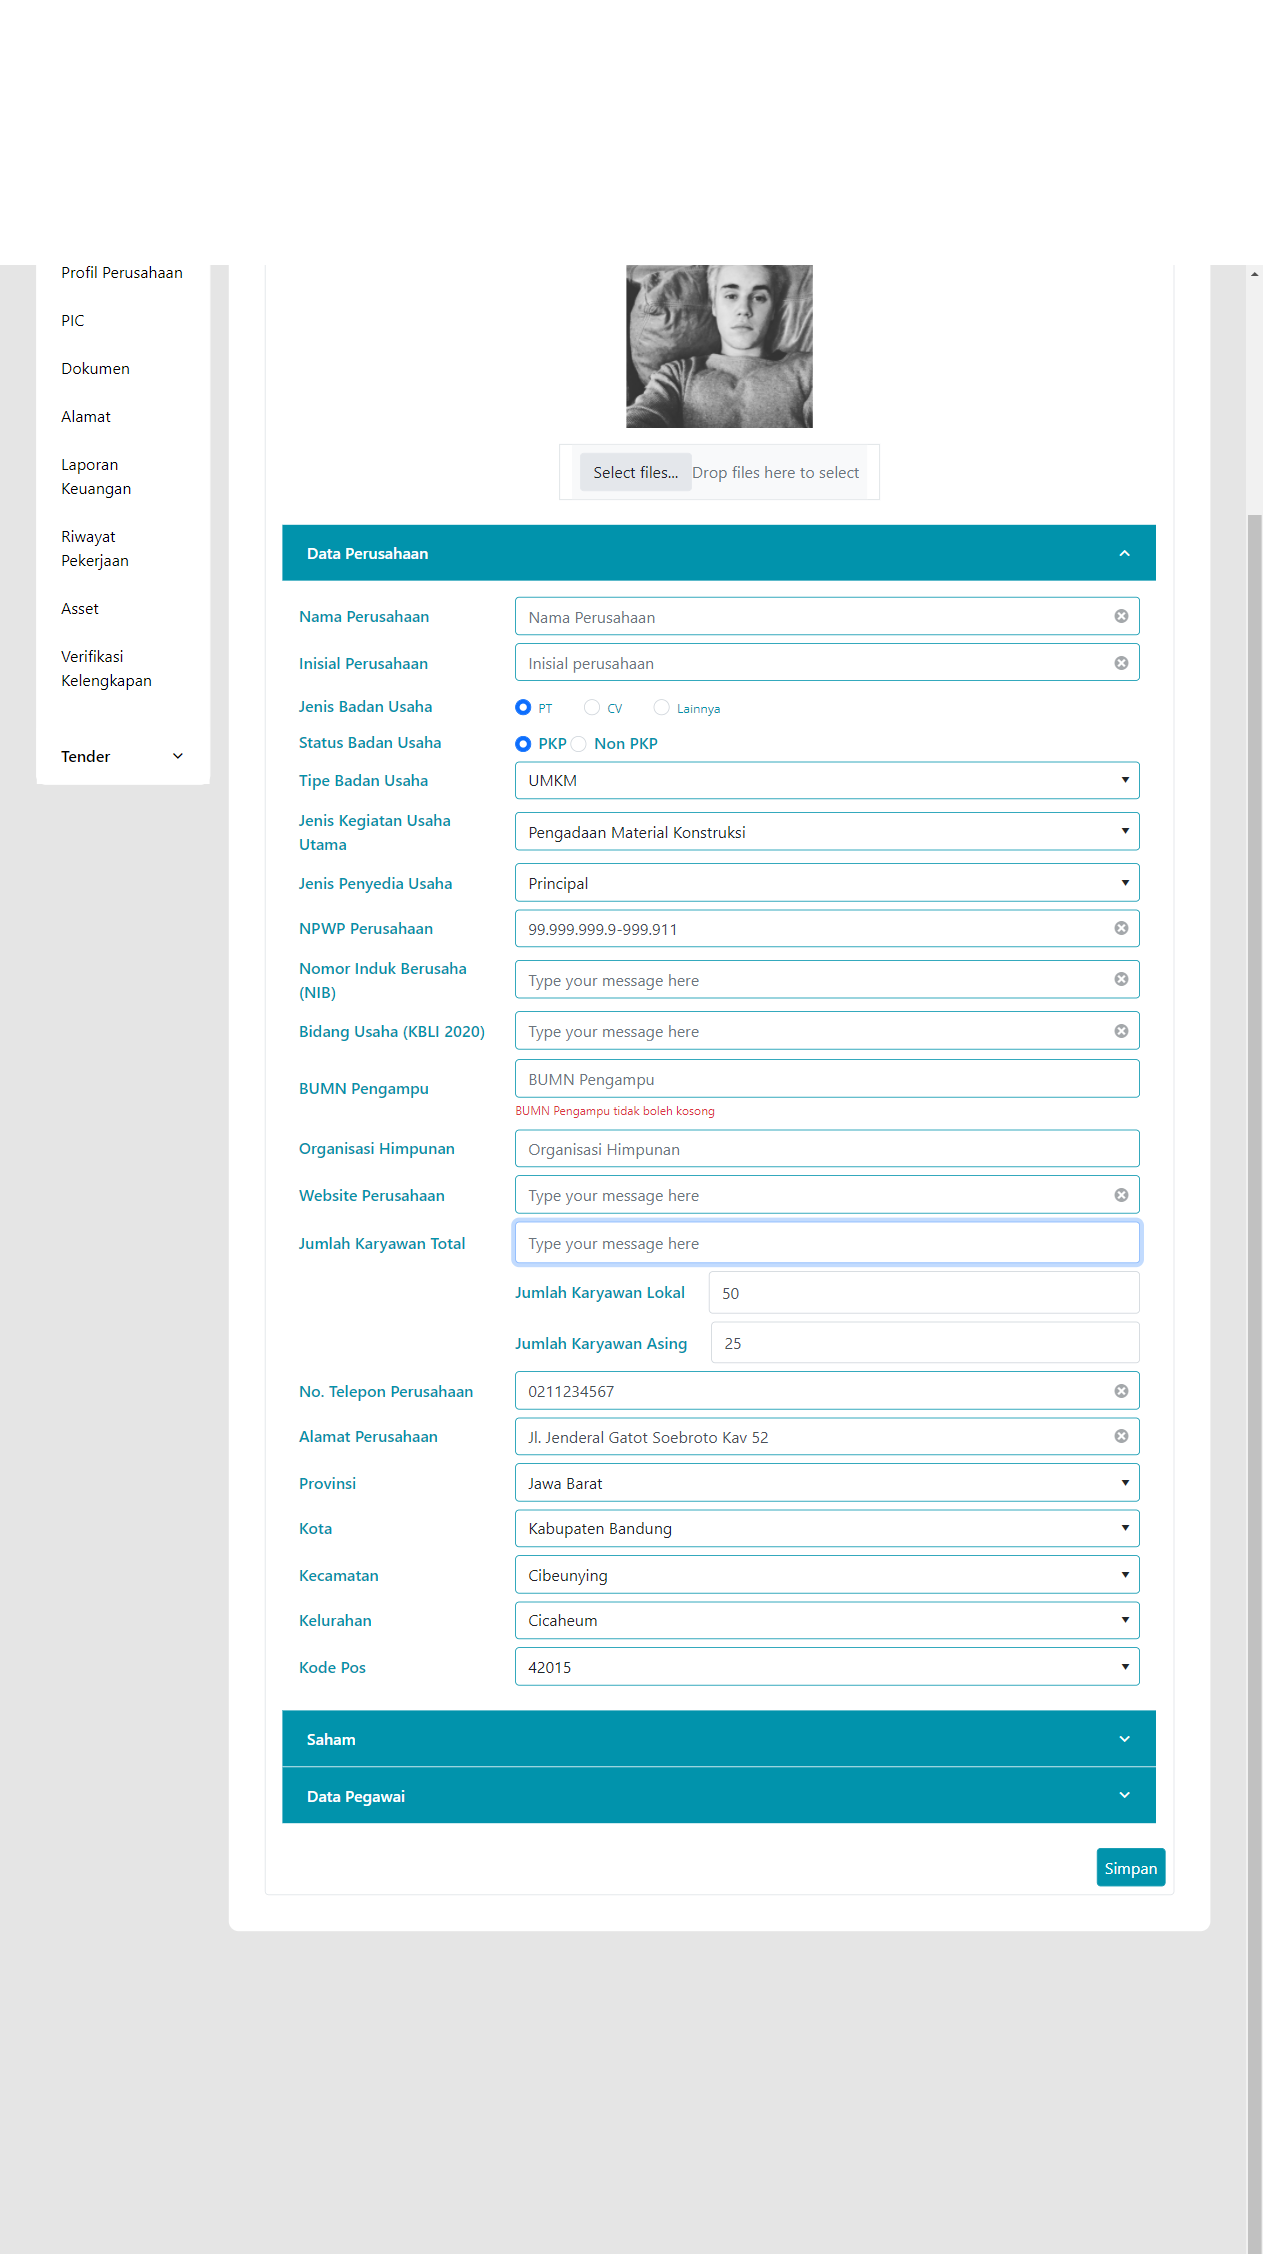 Profil Perusahaan
PIC
Dokumen
Alamat
Laporan
Keuangan
Riwayat
Pekerjaan
Asset
Verifikasi
Kelengkapan
Tender
Select files... Drop files here to select
Data Perusahaan
Nama Perusahaan Nama Perusahaan
Inisial Perusahaan Inisial perusahaan
Jenis Badan Usaha PT CV Lainnya
Status Badan Usaha PKP Non PKP
Tipe Badan Usaha UMKM
Jenis Kegiatan Usaha
Utama
Pengadaan Material Konstruksi
Jenis Penyedia Usaha Principal
NPWP Perusahaan 99.999.999.9-999.911
Nomor Induk Berusaha
(NIB)
Type your message here
Bidang Usaha (KBLI 2020) Type your message here
BUMN Pengampu BUMN Pengampu
BUMN Pengampu tidak boleh kosong
Organisasi Himpunan Organisasi Himpunan
Website Perusahaan Type your message here
Jumlah Karyawan Total Type your message here
Jumlah Karyawan Lokal 50
Jumlah Karyawan Asing 25
No. Telepon Perusahaan 0211234567
Alamat Perusahaan Jl. Jenderal Gatot Soebroto Kav 52
Provinsi Jawa Barat
Kota Kabupaten Bandung
Kecamatan Cibeunying
Kelurahan Cicaheum
Kode Pos 42015
Saham
Data Pegawai
Simpan